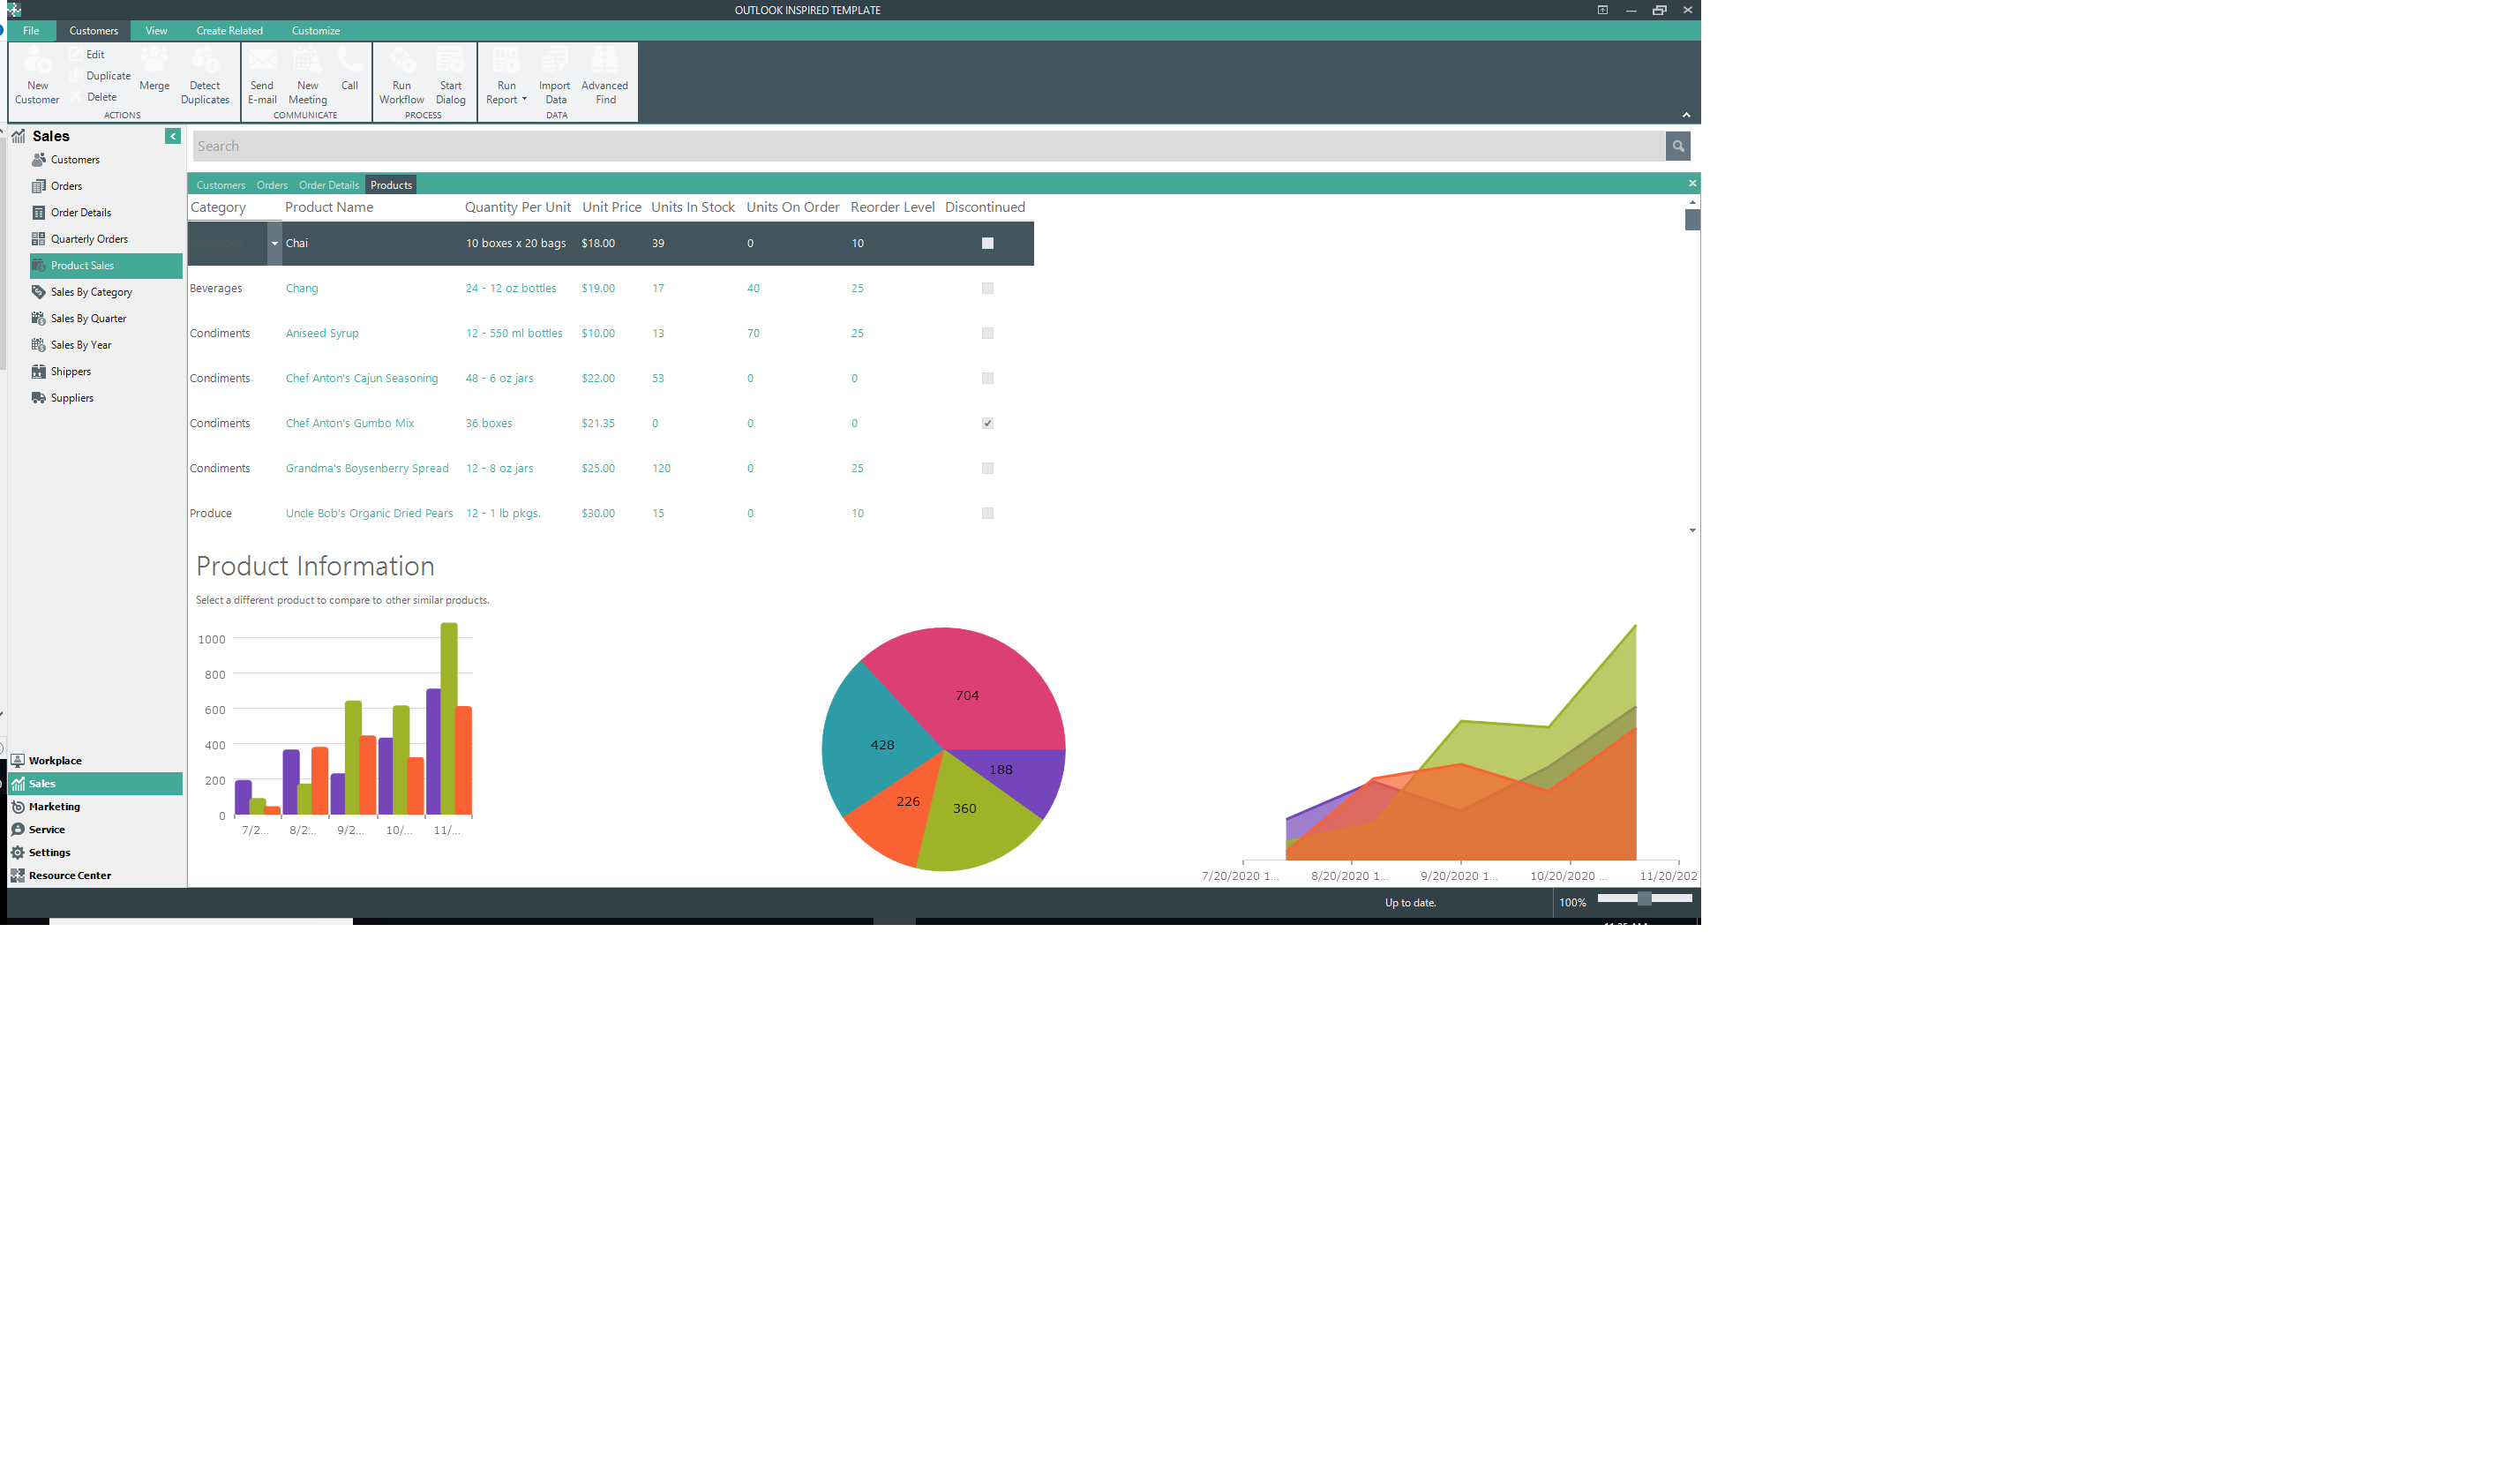 OUTLOOK INSPIRED TEMPLATE
File Customers View Create Related Customize
New Customer
Edit
Duplicate
Delete
Merge
Detect Duplicates
ACTIONS
Send E-mail
New Meeting
Call
COMMUNICATE
Run Workflow
Start Dialog
PROCESS
Run Report
Import Data
Advanced Find
DATA
Sales
Customers
Orders
Order Details
Quarterly Orders
Product Sales
Sales By Category
Sales By Quarter
Sales By Year
Shippers
Suppliers
Workplace
Sales
Marketing
Service
Settings
Resource Center
Search
Customers Orders Order Details Products
Category Product Name Quantity Per Unit Unit Price Units In Stock Units On Order Reorder Level Discontinued
Chai 10 boxes x 20 bags $18.00 39 0 10
Beverages Chang 24 - 12 oz bottles $19.00 17 40 25
Condiments Aniseed Syrup 12 - 550 ml bottles $10.00 13 70 25
Condiments Chef Anton's Cajun Seasoning 48 - 6 oz jars $22.00 53 0 0
Condiments Chef Anton's Gumbo Mix 36 boxes $21.35 0 0 0
Condiments Grandma's Boysenberry Spread 12 - 8 oz jars $25.00 120 0 25
Produce Uncle Bob's Organic Dried Pears 12 - 1 lb pkgs. $30.00 15 0 10
Product Information
Select a different product to compare to other similar products.
1000
800
600
400
200
0
7/2... 8/2... 9/2... 10/... 11/...
704
428
188
226
360
7/20/2020 1... 8/20/2020 1... 9/20/2020 1... 10/20/2020 ... 11/20/202
Up to date.
100%